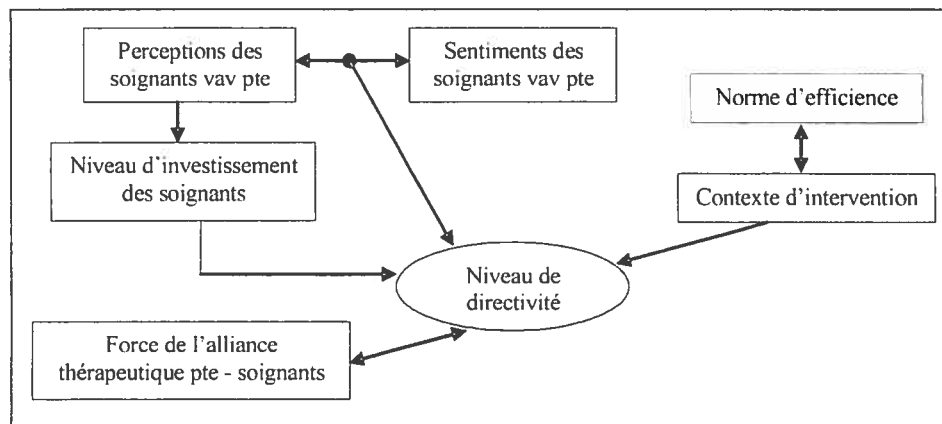 Perceptions des
soignants vav pte
Sentiments des
soignants vav pte
Norme d'efficience
Niveau d'investissement
des soignants
Contexte d'intervention
Niveau de
directivité
Force de l'alliance
thérapeutique pte - soignants